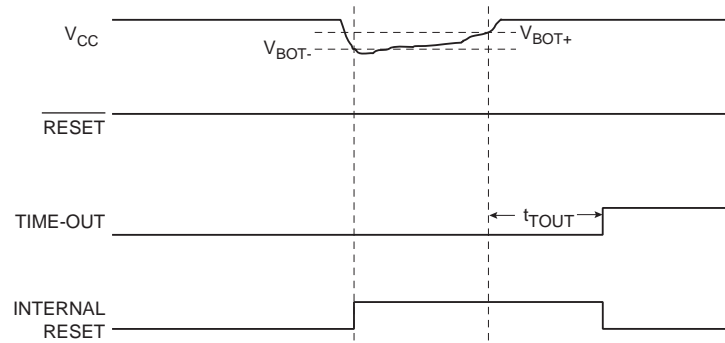 VCC
VBOT-
VBOT+
RESET
TIME-OUT
tTOUT
INTERNAL
RESET